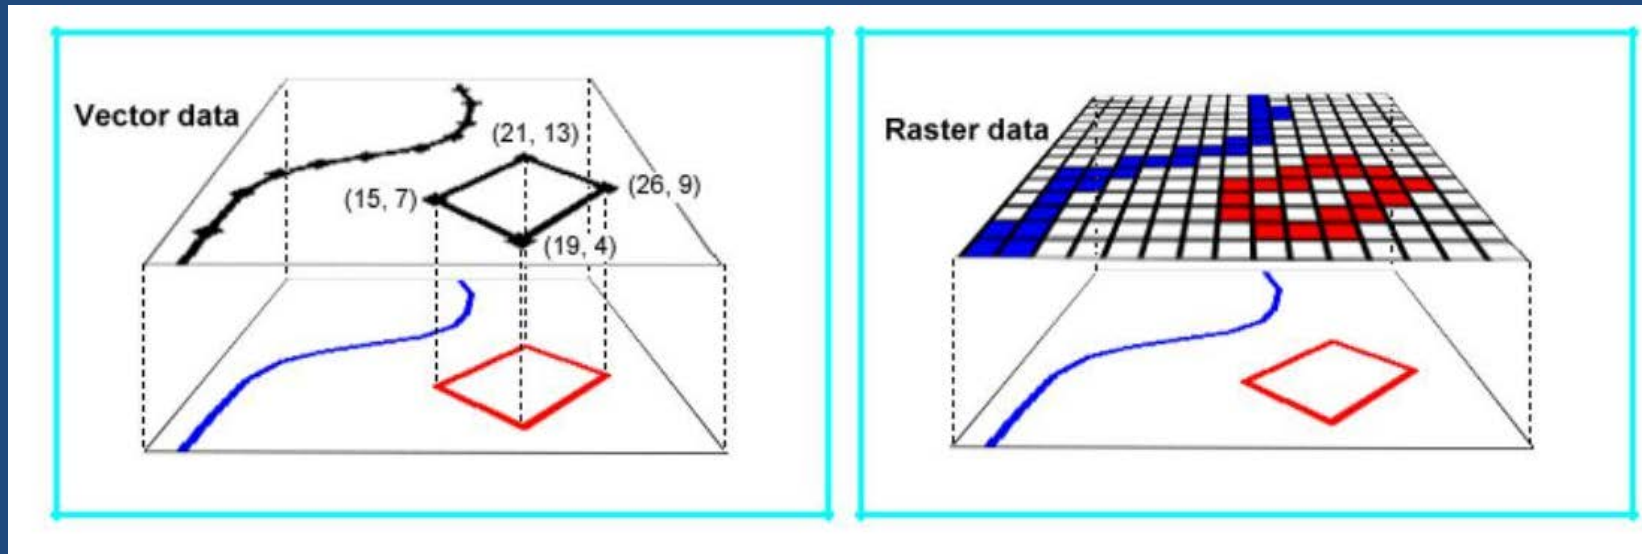 Vector data
(21, 13)
(15, 7)
(26, 9)
(19, 4)
Raster data